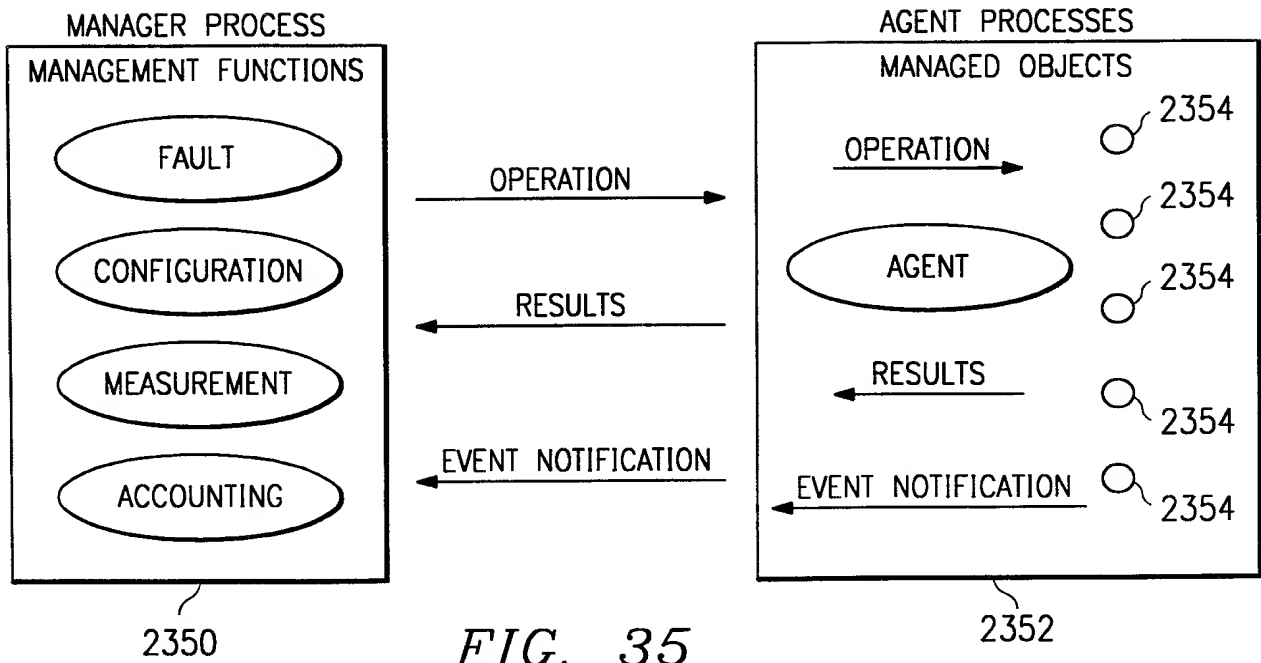 MANAGER PROCESS
MANAGEMENT FUNCTIONS
FAULT
CONFIGURATION
MEASUREMENT
ACCOUNTING
2350
OPERATION
RESULTS
EVENT NOTIFICATION
AGENT PROCESSES
MANAGED OBJECTS
OPERATION
AGENT
RESULTS
EVENT NOTIFICATION
2354
2354
2354
2354
2354
2352
FIG. 35